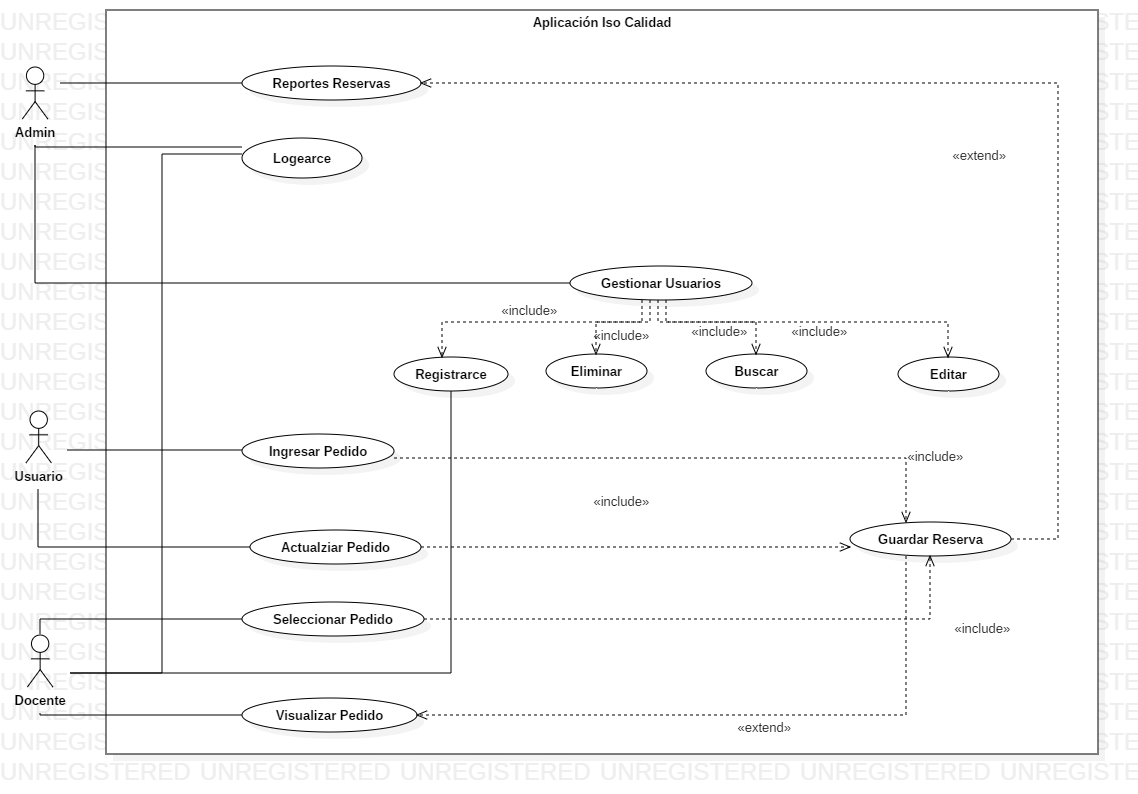 Aplicación Iso Calidad
Reportes Reservas
Admin
Logearce
«extend»
Gestionar Usuarios
«include»
«include»
«include»
«include»
Registrarce
Eliminar
Buscar
Editar
Usuario
Ingresar Pedido
«include»
«include»
Actualziar Pedido
Guardar Reserva
Seleccionar Pedido
«include»
Docente
Visualizar Pedido
«extend»
UNREGISTERED UNREGISTERED UNREGISTERED UNREGISTERED UNREGISTERED UNREGISTE